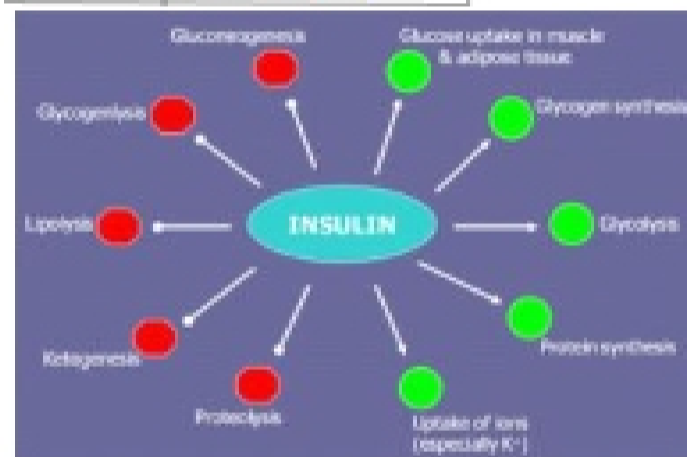 Gluconeogenesis
Glucose uptake in muscle
& adipose tissue
Glycogenlysis
Glycogen synthesis
Lipolysis
INSULIN
Glycolysis
Ketogenesis
Protein synthesis
Proteolysis
Uptake of ions
(especially K⁺)